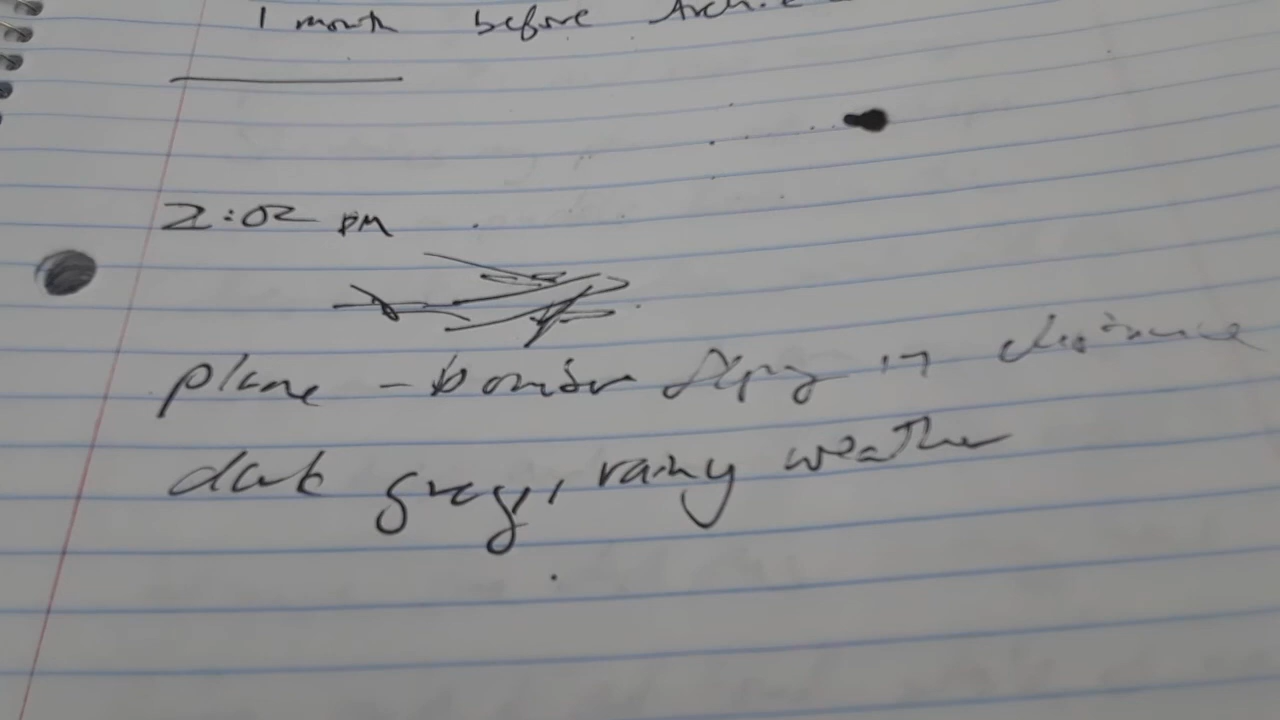 1 month before
2:02 PM
plane - bomber flying in distance
dark grey, rainy weather